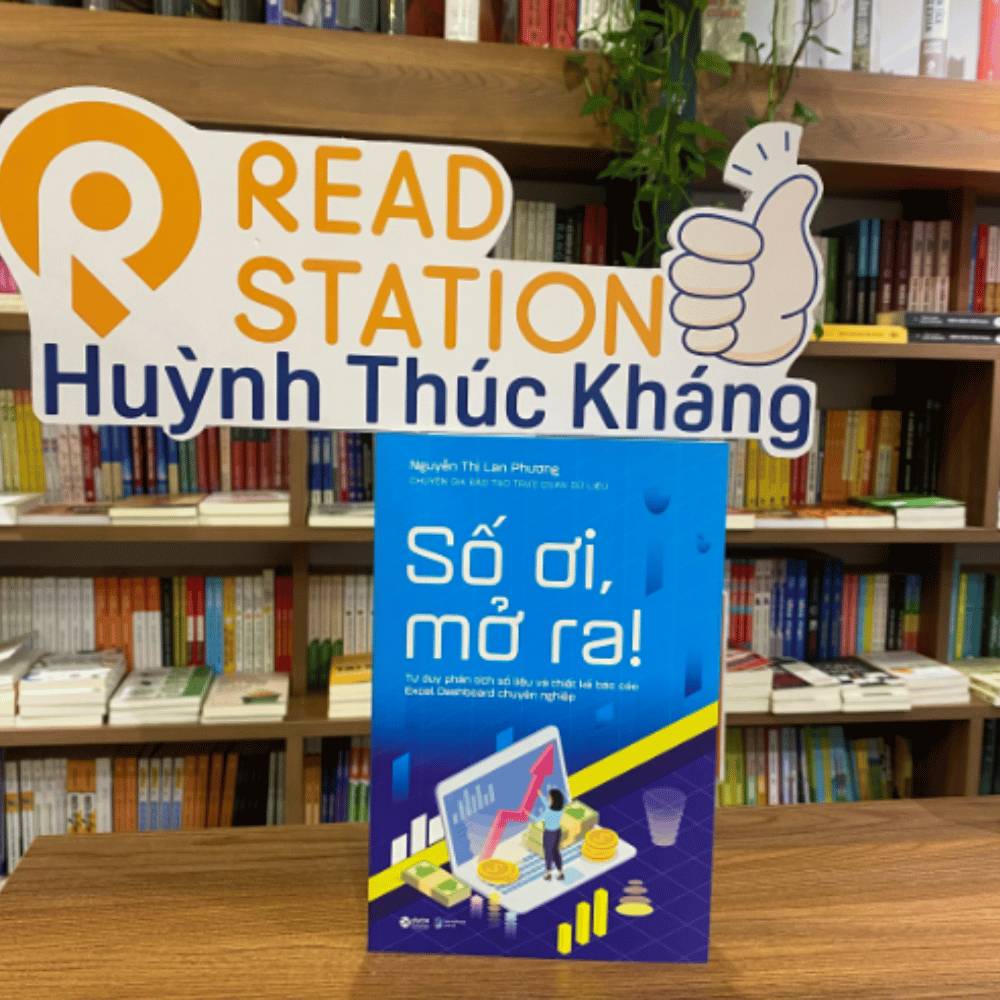 READ
STATION
Huỳnh Thúc Kháng
Nguyễn Thị Lan Phương
CHUYÊN GIA ĐÀO TẠO TRỰC QUAN DỮ LIỆU
Số ơi,
mở ra!
Tư duy phân tích số liệu và thiết kế báo cáo
Excel Dashboard chuyên nghiệp